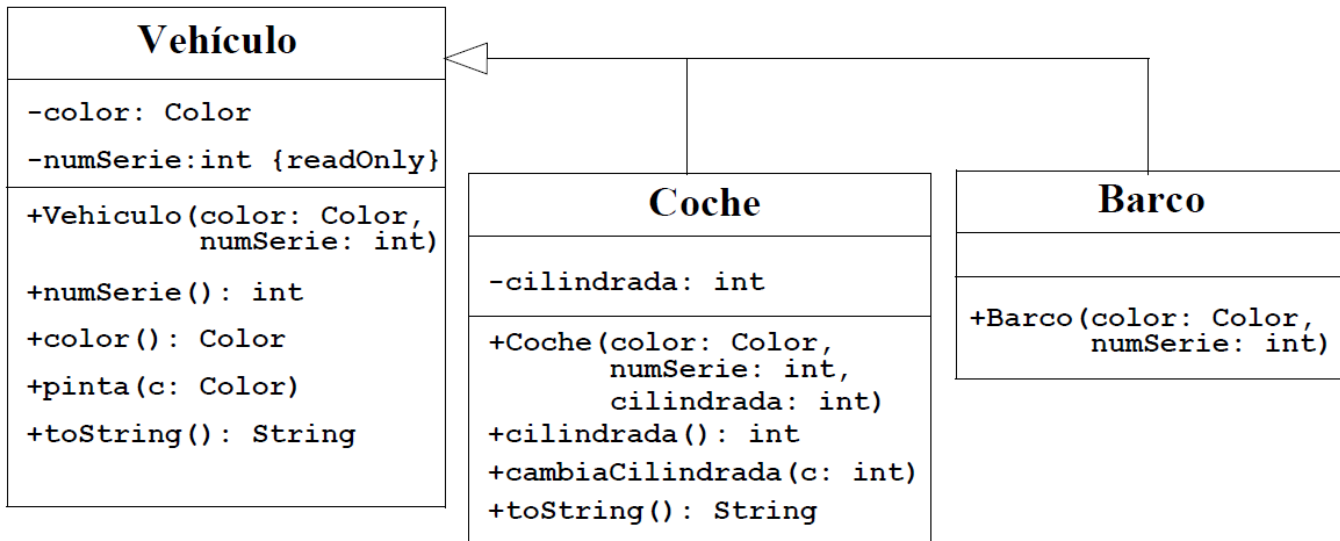 Vehículo
-color: Color
-numSerie:int {readOnly}
+Vehiculo(color: Color,
numSerie: int)
+numSerie(): int
+color(): Color
+pinta(c: Color)
+toString(): String
Coche
-cilindrada: int
+Coche(color: Color,
numSerie: int,
cilindrada: int)
+cilindrada(): int
+cambiaCilindrada(c: int)
+toString(): String
Barco
+Barco(color: Color,
numSerie: int)